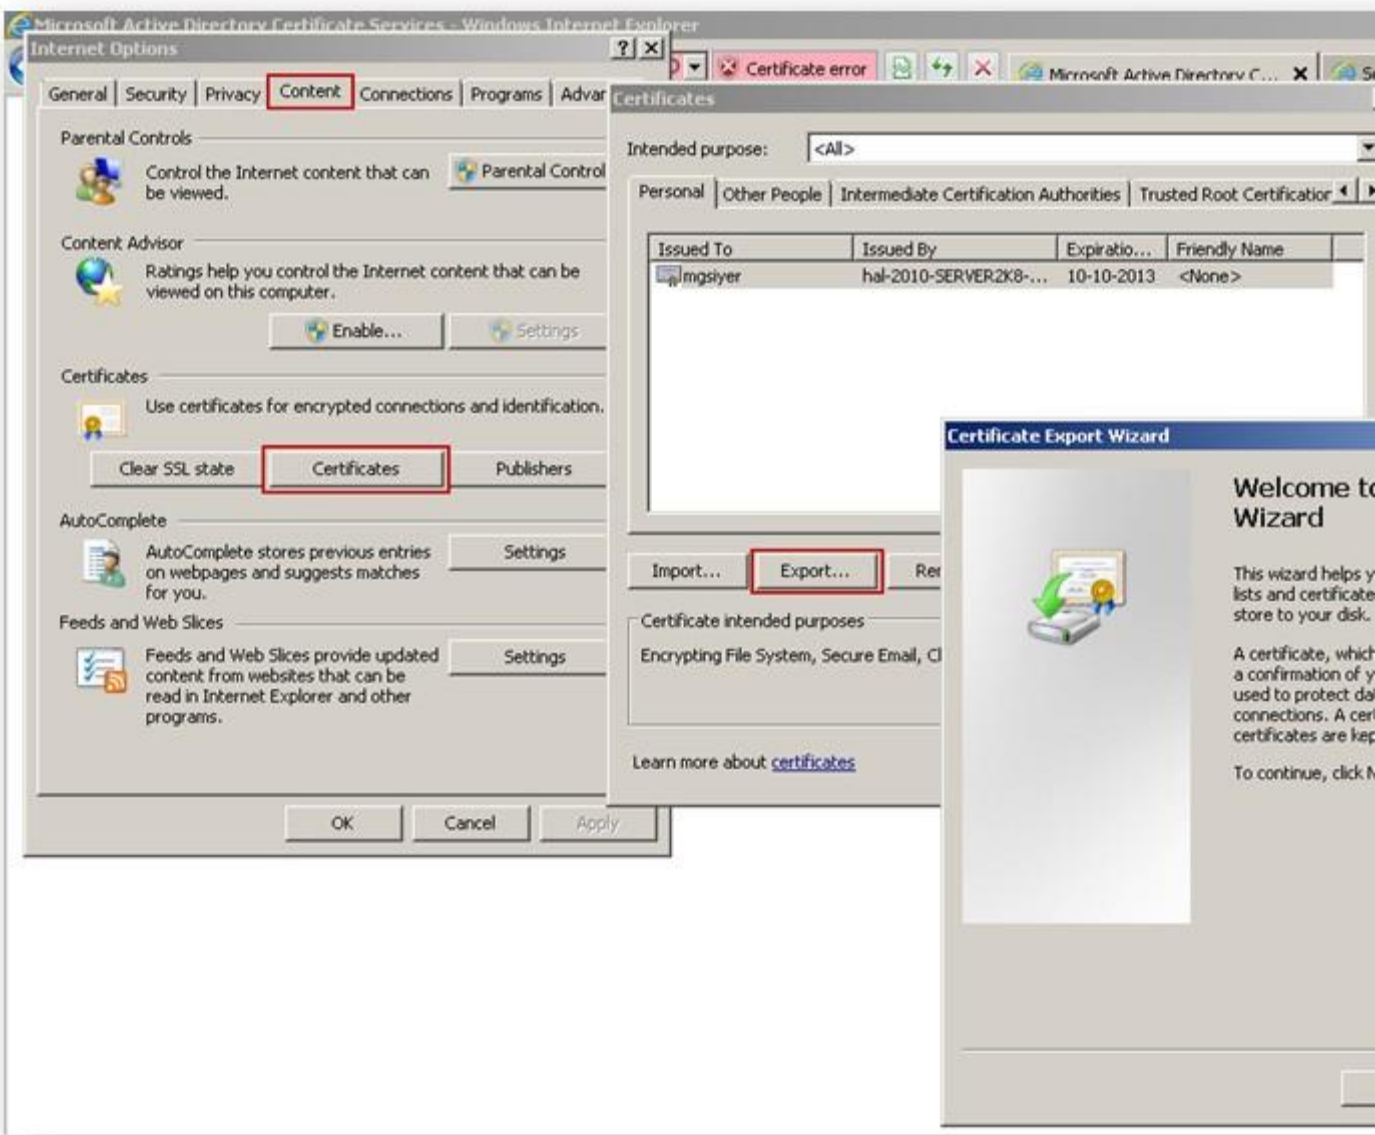 Microsoft Active Directory Certificate Services - Windows Internet Explorer
Internet Options
? X
Certificate error
Microsoft Active Directory C... X
General Security Privacy Content Connections Programs Advar
Parental Controls
Control the Internet content that can
be viewed.
Parental Control
Content Advisor
Ratings help you control the Internet content that can be
viewed on this computer.
Enable...
Settings
Certificates
Use certificates for encrypted connections and identification.
Clear SSL state
Certificates
Publishers
AutoComplete
AutoComplete stores previous entries
on webpages and suggests matches
for you.
Settings
Feeds and Web Slices
Feeds and Web Slices provide updated
content from websites that can be
read in Internet Explorer and other
programs.
Settings
OK
Cancel
Apply
Certificates
Intended purpose: <All>
Personal Other People Intermediate Certification Authorities Trusted Root Certification
Issued To Issued By Expiratio... Friendly Name
mgsiyer hal-2010-SERVER2K8-... 10-10-2013 <None>
Import...
Export...
Certificate intended purposes
Encrypting File System, Secure Email, Cl
Learn more about certificates
Certificate Export Wizard
Welcome to
Wizard
This wizard helps y
lists and certificate
store to your disk.
A certificate, which
a confirmation of y
used to protect da
connections. A cer
certificates are kep
To continue, click N